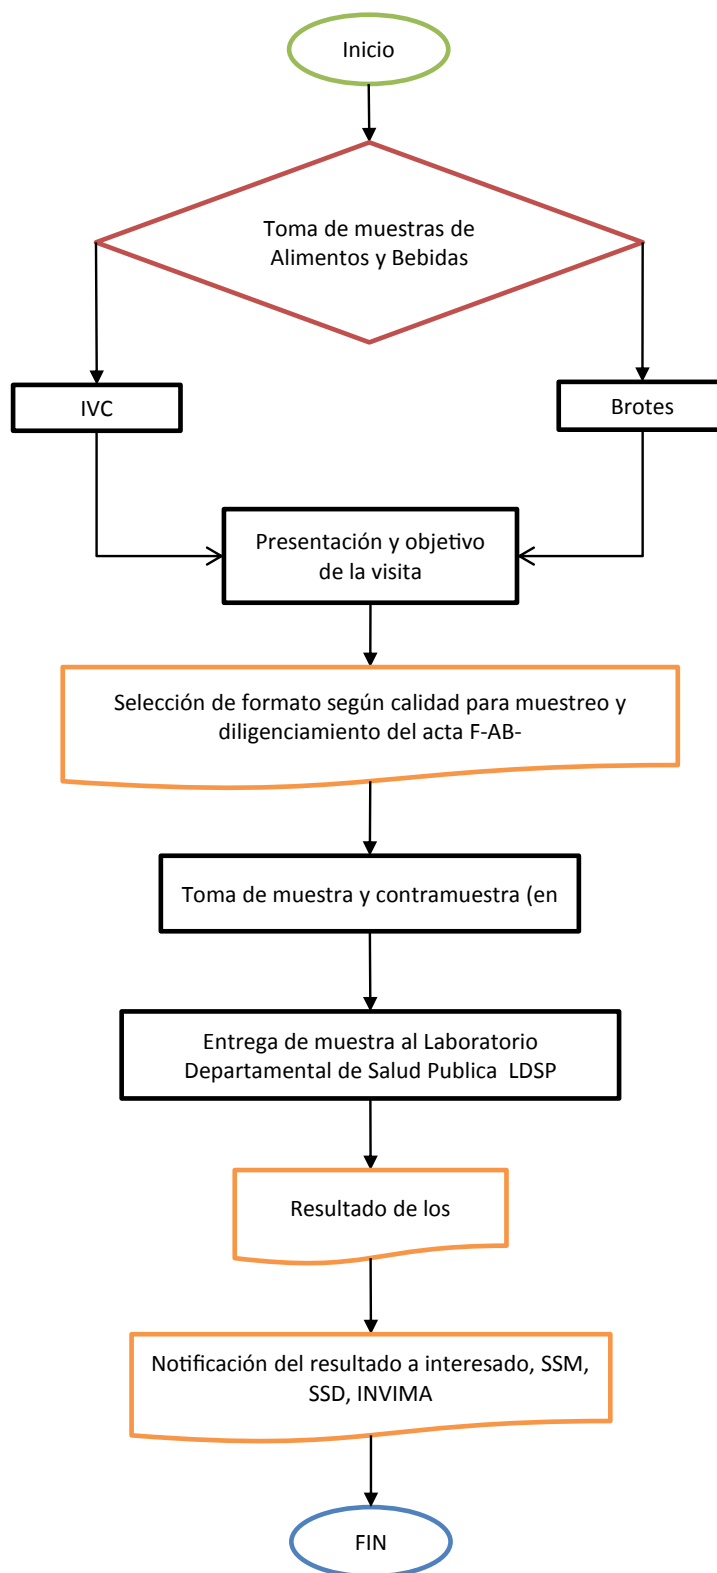 Inicio
Toma de muestras de
Alimentos y Bebidas
IVC
Brotes
Presentación y objetivo
de la visita
Selección de formato según calidad para muestreo y
diligenciamiento del acta F-AB-
Toma de muestra y contramuestra (en
Entrega de muestra al Laboratorio
Departamental de Salud Publica LDSP
Resultado de los
Notificación del resultado a interesado, SSM,
SSD, INVIMA
FIN